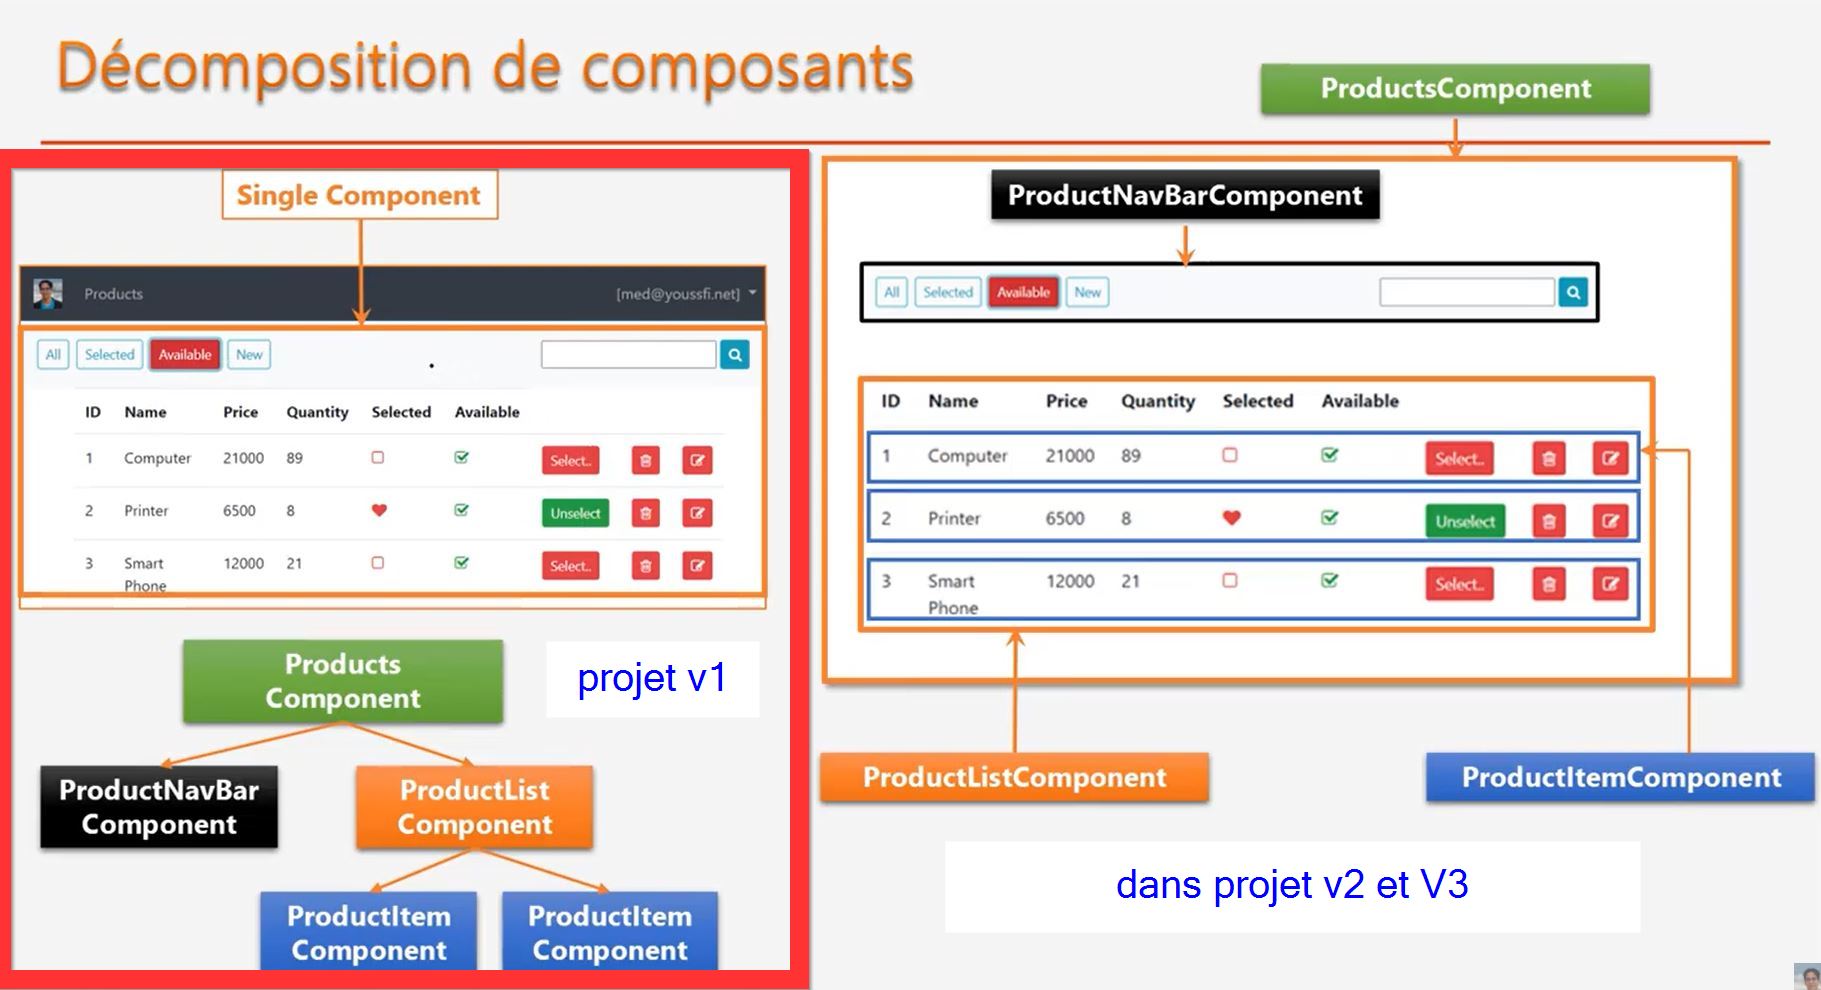 Décomposition de composants
ProductsComponent
Single Component
Products [med@youssfi.net]
All Selected Available New
ID Name Price Quantity Selected Available
1 Computer 21000 89 Select..
2 Printer 6500 8 Unselect
3 Smart 12000 21 Select..
Phone
Products
Component
projet v1
ProductNavBar
Component
ProductList
Component
ProductItem
Component
ProductItem
Component
ProductNavBarComponent
All Selected Available New
ID Name Price Quantity Selected Available
1 Computer 21000 89 Select..
2 Printer 6500 8 Unselect
3 Smart 12000 21 Select..
Phone
ProductListComponent
ProductItemComponent
dans projet v2 et V3